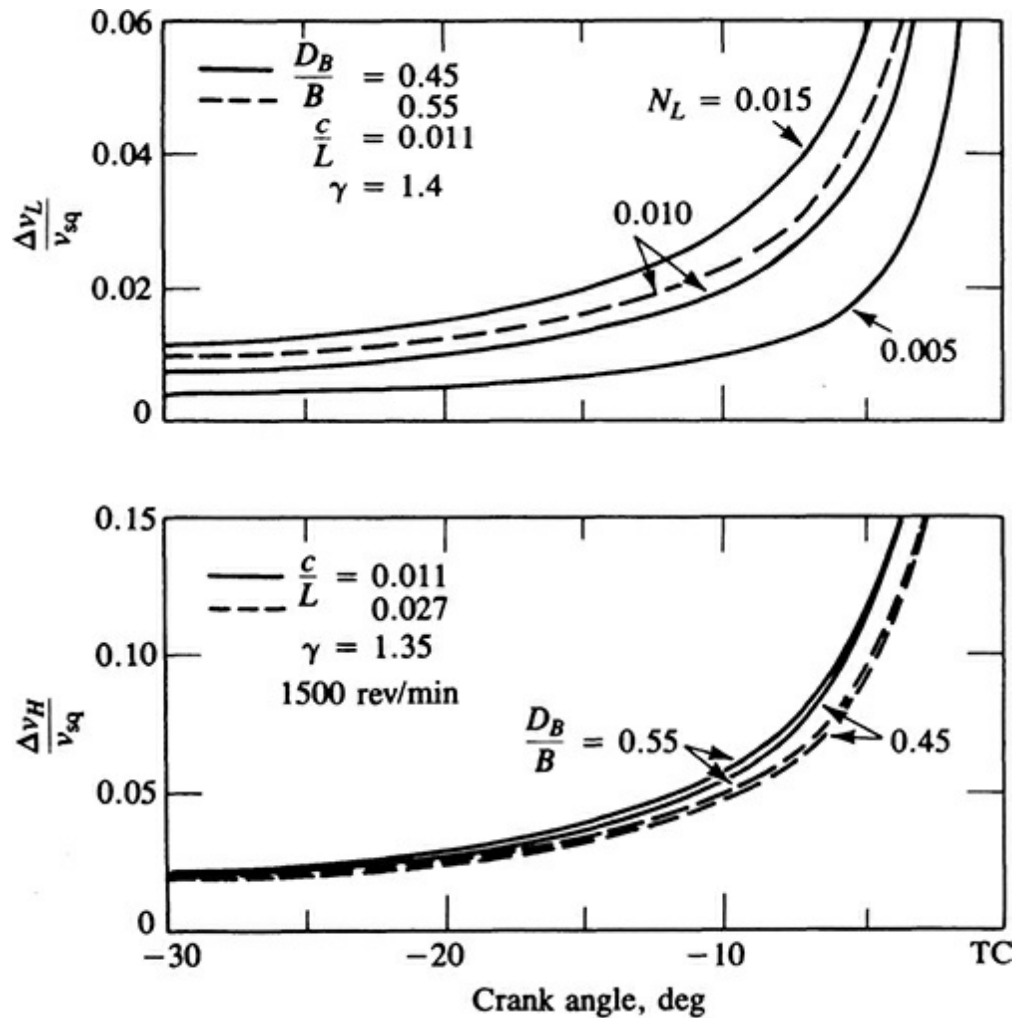 0.06
D_B
B
= 0.45
0.55
c
L
= 0.011
γ = 1.4
N_L = 0.015
0.04
Δv_L
v_sq
0.010
0.02
0.005
0
0.15
c
L
= 0.011
0.027
γ = 1.35
1500 rev/min
0.10
Δv_H
v_sq
D_B
B
= 0.55
0.45
0.05
0
−30 −20 −10 TC
Crank angle, deg